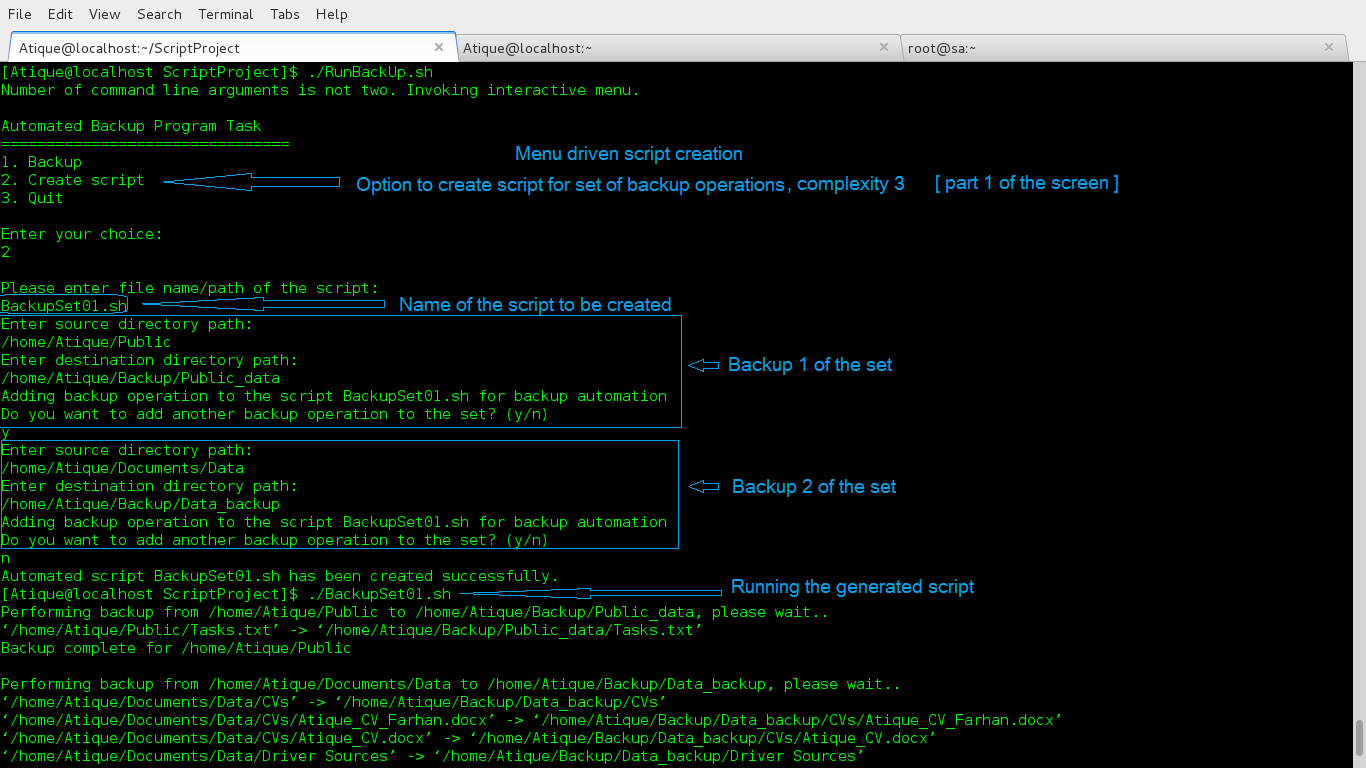 File Edit View Search Terminal Tabs Help
Atique@localhost:~/ScriptProject × Atique@localhost:~ × root@sa:~ ×
[Atique@localhost ScriptProject]$ ./RunBackUp.sh
Number of command line arguments is not two. Invoking interactive menu.
Automated Backup Program Task
================================
Menu driven script creation
1. Backup
2. Create script
Option to create script for set of backup operations, complexity 3 [ part 1 of the screen ]
3. Quit
Enter your choice:
2
Please enter file name/path of the script:
BackupSet01.sh
Name of the script to be created
Enter source directory path:
/home/Atique/Public
Enter destination directory path:
Backup 1 of the set
/home/Atique/Backup/Public_data
Adding backup operation to the script BackupSet01.sh for backup automation
Do you want to add another backup operation to the set? (y/n)
y
Enter source directory path:
/home/Atique/Documents/Data
Enter destination directory path:
Backup 2 of the set
/home/Atique/Backup/Data_backup
Adding backup operation to the script BackupSet01.sh for backup automation
Do you want to add another backup operation to the set? (y/n)
n
Automated script BackupSet01.sh has been created successfully.
[Atique@localhost ScriptProject]$ ./BackupSet01.sh
Running the generated script
Performing backup from /home/Atique/Public to /home/Atique/Backup/Public_data, please wait..
‘/home/Atique/Public/Tasks.txt’ -> ‘/home/Atique/Backup/Public_data/Tasks.txt’
Backup complete for /home/Atique/Public
Performing backup from /home/Atique/Documents/Data to /home/Atique/Backup/Data_backup, please wait..
‘/home/Atique/Documents/Data/CVs’ -> ‘/home/Atique/Backup/Data_backup/CVs’
‘/home/Atique/Documents/Data/CVs/Atique_CV_Farhan.docx’ -> ‘/home/Atique/Backup/Data_backup/CVs/Atique_CV_Farhan.docx’
‘/home/Atique/Documents/Data/CVs/Atique_CV.docx’ -> ‘/home/Atique/Backup/Data_backup/CVs/Atique_CV.docx’
‘/home/Atique/Documents/Data/Driver Sources’ -> ‘/home/Atique/Backup/Data_backup/Driver Sources’